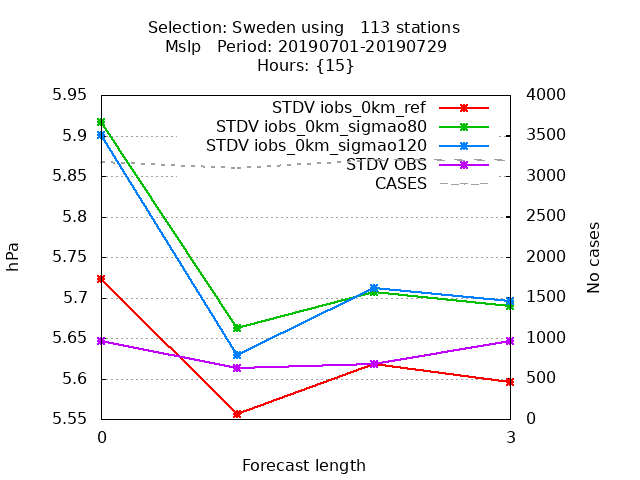 Selection: Sweden using   113 stations
Mslp   Period: 20190701-20190729
Hours: {15}
STDV iobs_0km_ref
STDV iobs_0km_sigmao80
STDV iobs_0km_sigmao120
STDV OBS
CASES
5.95
5.9
5.85
5.8
5.75
5.7
5.65
5.6
5.55
hPa
4000
3500
3000
2500
2000
1500
1000
500
0
No cases
0
3
Forecast length